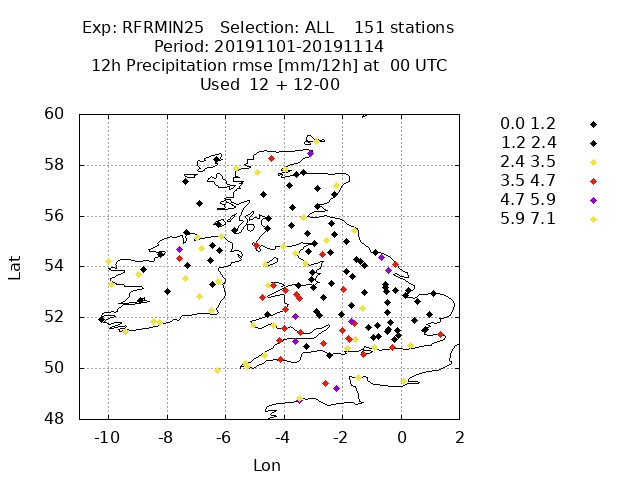 Exp: RFRMIN25 Selection: ALL 151 stations
Period: 20191101-20191114
12h Precipitation rmse [mm/12h] at 00 UTC
Used 12 + 12-00
60
58
56
54
52
50
48
Lat
-10 -8 -6 -4 -2 0 2
Lon
0.0 1.2
1.2 2.4
2.4 3.5
3.5 4.7
4.7 5.9
5.9 7.1